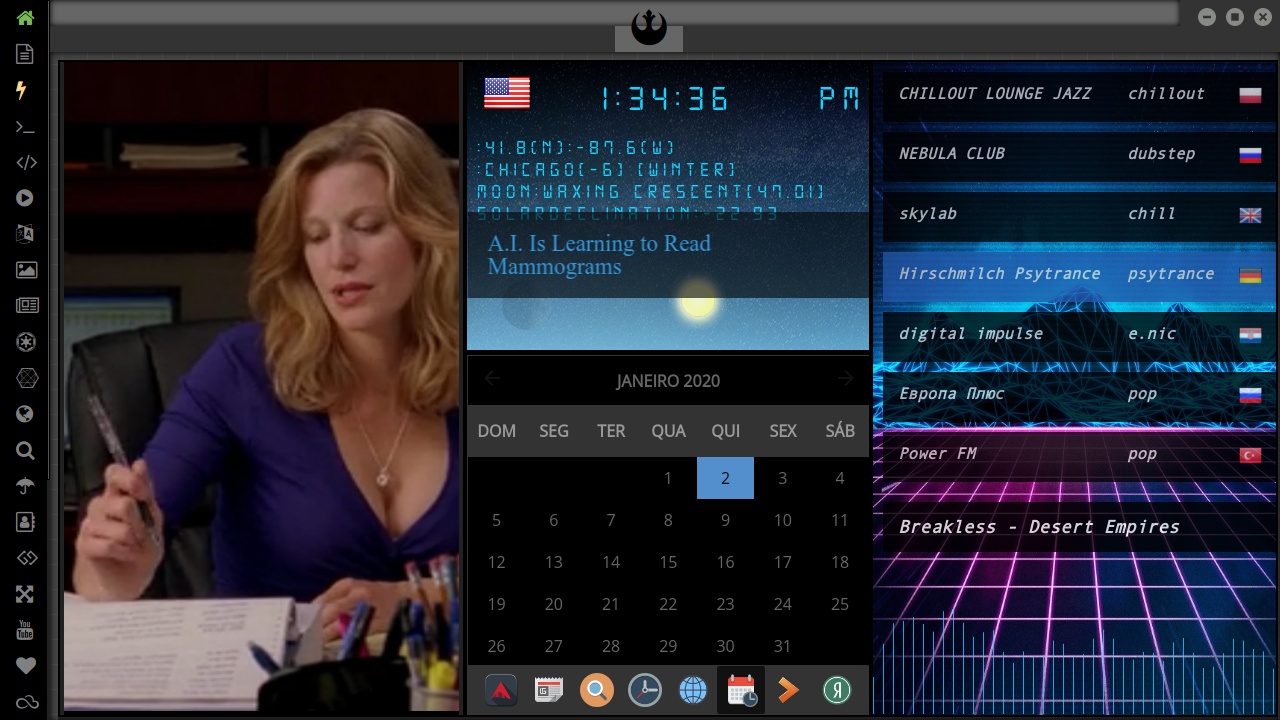 1:34:36 PM
:41.8(N):-87.6(W)
:CHICAGO(-6) (WINTER)
MOON:WAXING CRESCENT(47.01)
SOLARDECLINATION:-22.93
A.I. Is Learning to Read
Mammograms
JANEIRO 2020
DOM SEG TER QUA QUI SEX SÁB
1 2 3 4
5 6 7 8 9 10 11
12 13 14 15 16 17 18
19 20 21 22 23 24 25
26 27 28 29 30 31
CHILLOUT LOUNGE JAZZ chillout
NEBULA CLUB dubstep
skylab chill
Hirschmilch Psytrance psytrance
digital impulse e.nic
Европа Плюс pop
Power FM pop
Breakless - Desert Empires
You
Tube
Я